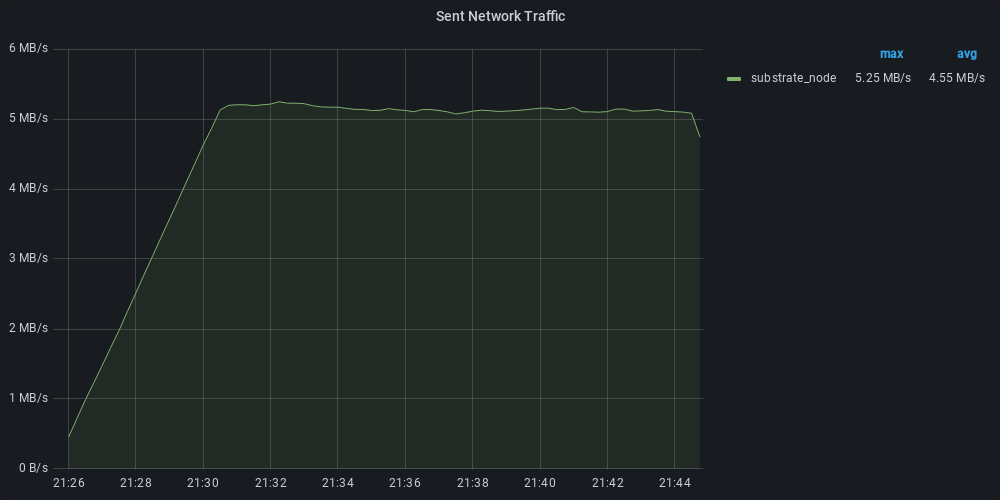 Sent Network Traffic
6 MB/s
5 MB/s
4 MB/s
3 MB/s
2 MB/s
1 MB/s
0 B/s
21:26 21:28 21:30 21:32 21:34 21:36 21:38 21:40 21:42 21:44
max avg
substrate_node 5.25 MB/s 4.55 MB/s